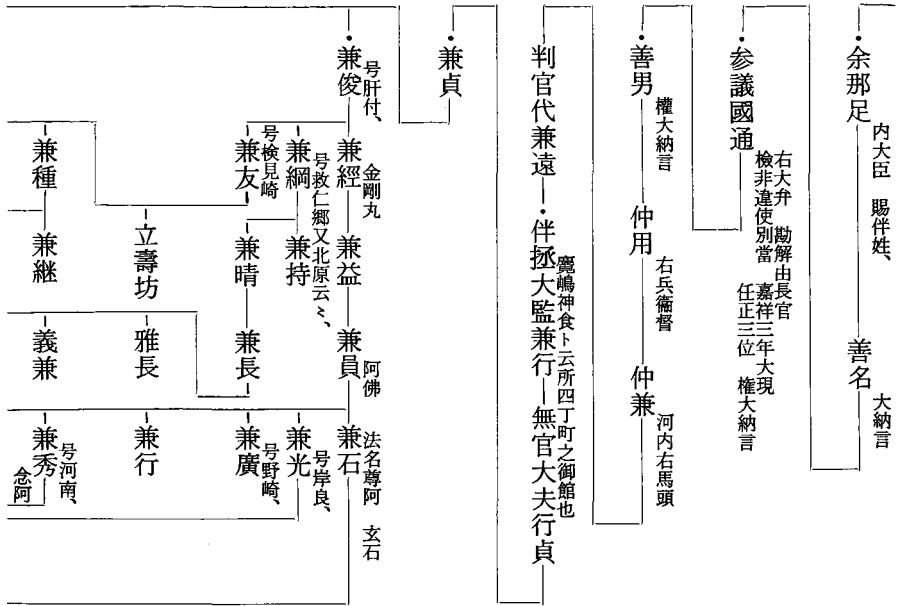 余那足
内大臣 賜伴姓、
善名
大納言
参議國通
右大弁 勘解由長官
檢非違使別當 嘉祥三年大現
任正三位 権大納言
善男
權大納言
仲用
右兵衞督
仲兼
河内右馬頭
判官代兼遠
伴掾大監兼行
麑嶋神食ト云所四丁町之御館也
無官大夫行貞
兼貞
兼俊
号肝付、
兼經
金剛丸
兼益
兼員
阿佛
兼石
法名尊阿 玄石
兼綱
号救仁郷又北原云〻、
兼持
兼光
号岸良、
兼友
号検見崎
兼晴
兼長
兼廣
号野崎、
立壽坊
雅長
兼行
兼種
兼継
義兼
兼秀
号河南、
念阿